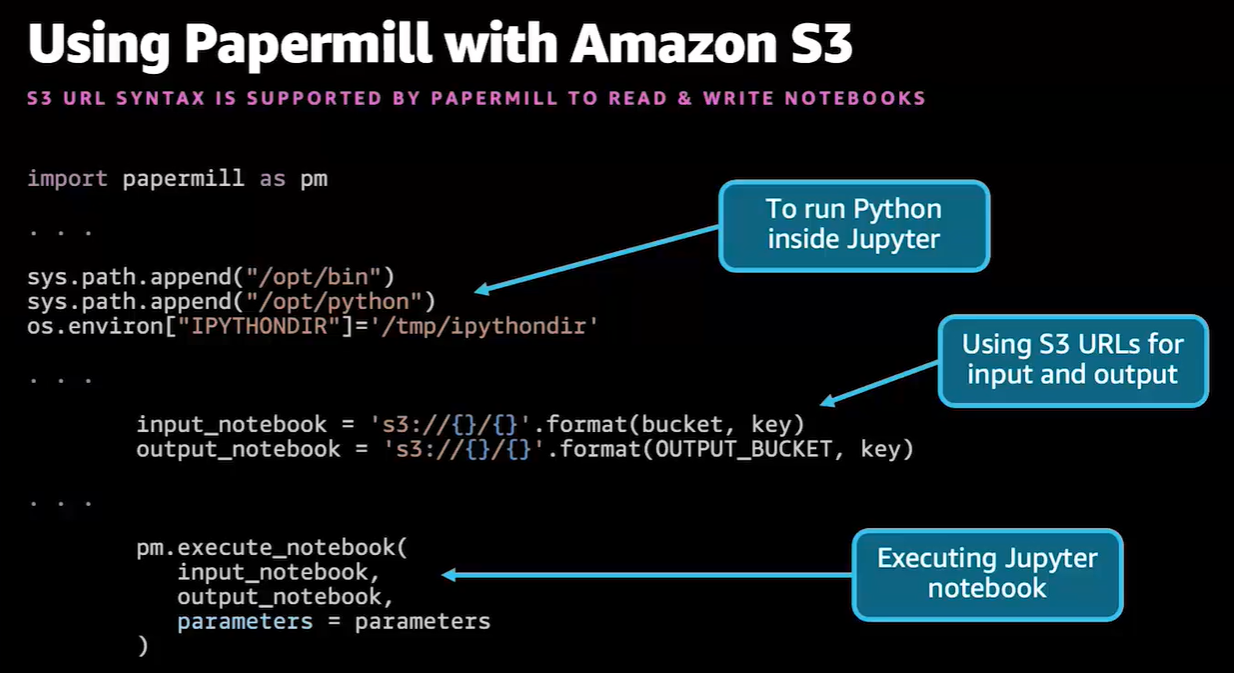 Using Papermill with Amazon S3
S3 URL SYNTAX IS SUPPORTED BY PAPERMILL TO READ & WRITE NOTEBOOKS
import papermill as pm
. . .
sys.path.append("/opt/bin")
sys.path.append("/opt/python")
os.environ["IPYTHONDIR"]='/tmp/ipythondir'
To run Python
inside Jupyter
. . .
input_notebook = 's3://{}/{}'.format(bucket, key)
output_notebook = 's3://{}/{}'.format(OUTPUT_BUCKET, key)
Using S3 URLs for
input and output
. . .
pm.execute_notebook(
input_notebook,
output_notebook,
parameters = parameters
)
Executing Jupyter
notebook